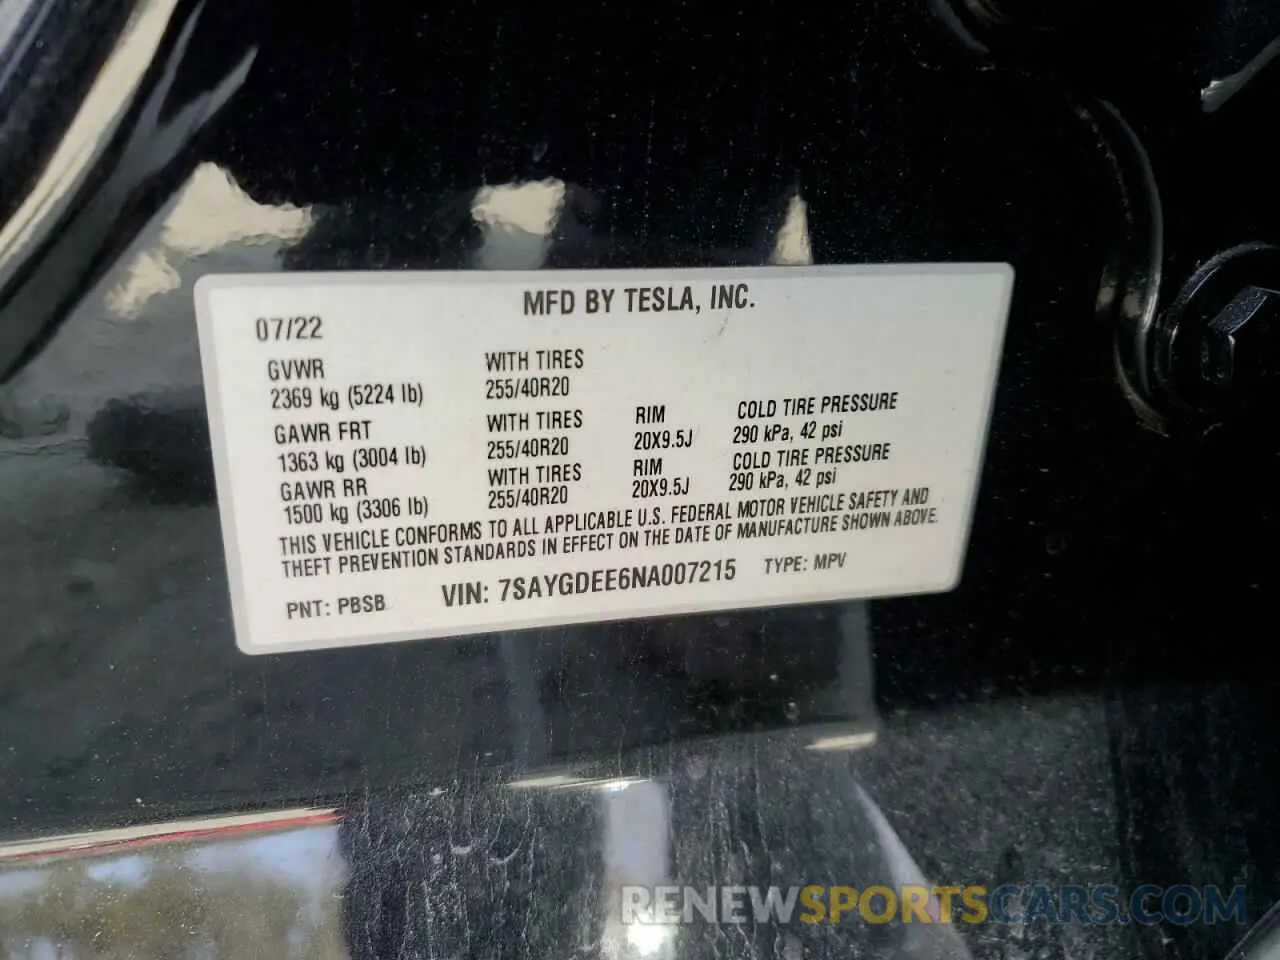 MFD BY TESLA, INC.
07/22
GVWR WITH TIRES
2369 kg (5224 lb) 255/40R20
GAWR FRT WITH TIRES RIM COLD TIRE PRESSURE
1363 kg (3004 lb) 255/40R20 20X9.5J 290 kPa, 42 psi
GAWR RR WITH TIRES RIM COLD TIRE PRESSURE
1500 kg (3306 lb) 255/40R20 20X9.5J 290 kPa, 42 psi
THIS VEHICLE CONFORMS TO ALL APPLICABLE U.S. FEDERAL MOTOR VEHICLE SAFETY AND
THEFT PREVENTION STANDARDS IN EFFECT ON THE DATE OF MANUFACTURE SHOWN ABOVE.
PNT: PBSB VIN: 7SAYGDEE6NA007215 TYPE: MPV
RENEWSPORTSCARS.COM